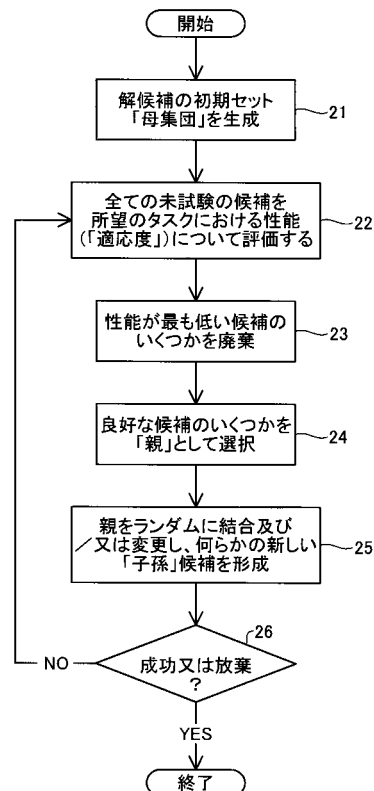 開始
解候補の初期セット
「母集団」を生成
21
全ての未試験の候補を
所望のタスクにおける性能
(「適応度」)について評価する
22
性能が最も低い候補の
いくつかを廃棄
23
良好な候補のいくつかを
「親」として選択
24
親をランダムに結合及び
／又は変更し、何らかの新しい
「子孫」候補を形成
25
26
成功又は放棄
?
NO
YES
終了